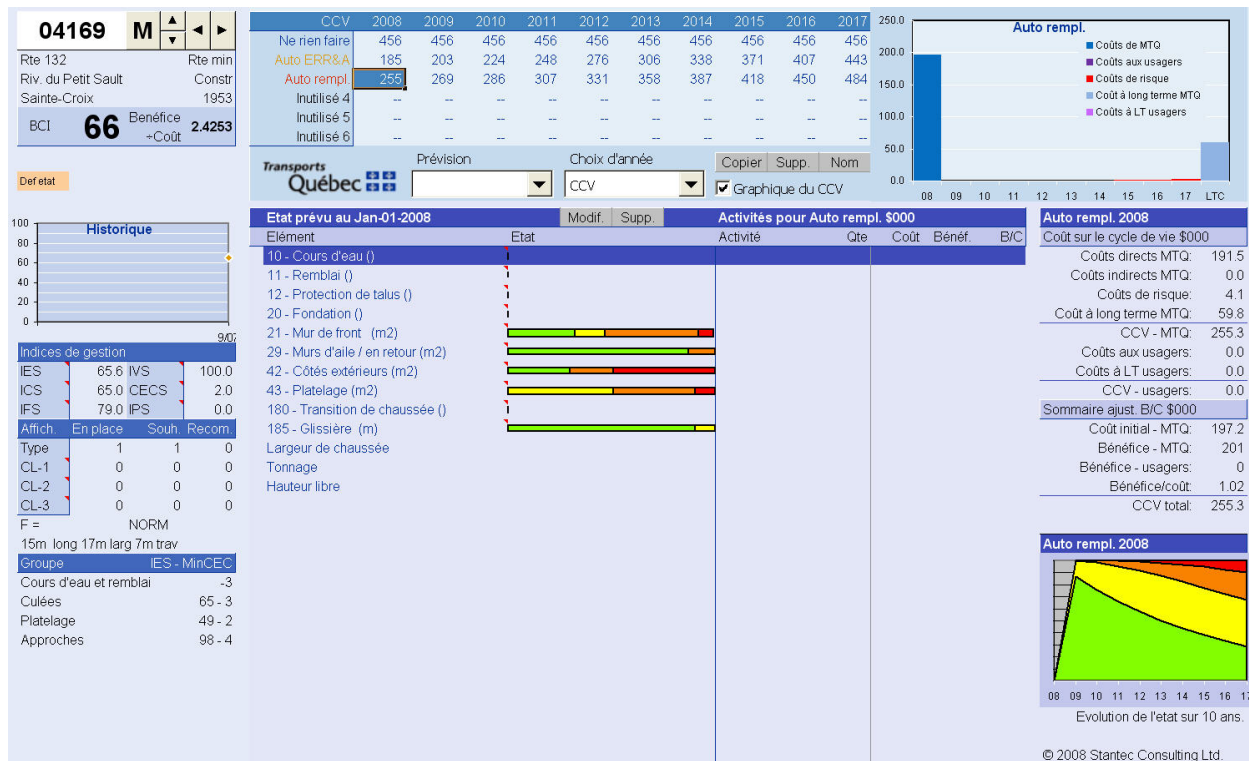 04169 M
Rte 132 Rte min
Riv. du Petit Sault Constr
Sainte-Croix 1953
BCI 66 Bénéfice ÷Coût 2.4253
Def etat
CCV 2008 2009 2010 2011 2012 2013 2014 2015 2016 2017
Ne rien faire 456 456 456 456 456 456 456 456 456 456
Auto ERR&A 185 203 224 248 276 306 338 371 407 443
Auto rempl. 255 269 286 307 331 358 387 418 450 484
Inutilisé 4 -- -- -- -- -- -- -- -- -- --
Inutilisé 5 -- -- -- -- -- -- -- -- -- --
Inutilisé 6 -- -- -- -- -- -- -- -- -- --
Transports
Québec
Prévision
Choix d'année
CCV
Copier Supp. Nom
Graphique du CCV
Auto rempl.
250.0
200.0
150.0
100.0
50.0
0.0
Coûts de MTQ
Coûts aux usagers
Coûts de risque
Coût à long terme MTQ
Coûts à LT usagers
08 09 10 11 12 13 14 15 16 17 LTC
Historique
100
80
60
40
20
0
9/07
Indices de gestion
IES 65.6 IVS 100.0
ICS 65.0 CECS 2.0
IFS 79.0 IPS 0.0
Affich. En place Souh. Recom.
Type 1 1 0
CL-1 0 0 0
CL-2 0 0 0
CL-3 0 0 0
F = NORM
15m long 17m larg 7m trav
Groupe IES - MinCEC
Cours d'eau et remblai -3
Culées 65 - 3
Platelage 49 - 2
Approches 98 - 4
Etat prévu au Jan-01-2008 Modif. Supp. Activités pour Auto rempl. $000
Elément Etat Activité Qte Coût Bénéf. B/C
10 - Cours d'eau ()
11 - Remblai ()
12 - Protection de talus ()
20 - Fondation ()
21 - Mur de front (m2)
29 - Murs d'aile / en retour (m2)
42 - Côtés extérieurs (m2)
43 - Platelage (m2)
180 - Transition de chaussée ()
185 - Glissière (m)
Largeur de chaussée
Tonnage
Hauteur libre
Auto rempl. 2008
Coût sur le cycle de vie $000
Coûts directs MTQ: 191.5
Coûts indirects MTQ: 0.0
Coûts de risque: 4.1
Coût à long terme MTQ: 59.8
CCV - MTQ: 255.3
Coûts aux usagers: 0.0
Coûts à LT usagers: 0.0
CCV - usagers: 0.0
Sommaire ajust. B/C $000
Coût initial - MTQ: 197.2
Bénéfice - MTQ: 201
Bénéfice - usagers: 0
Bénéfice/coût: 1.02
CCV total: 255.3
Auto rempl. 2008
08 09 10 11 12 13 14 15 16 17
Evolution de l'etat sur 10 ans.
© 2008 Stantec Consulting Ltd.